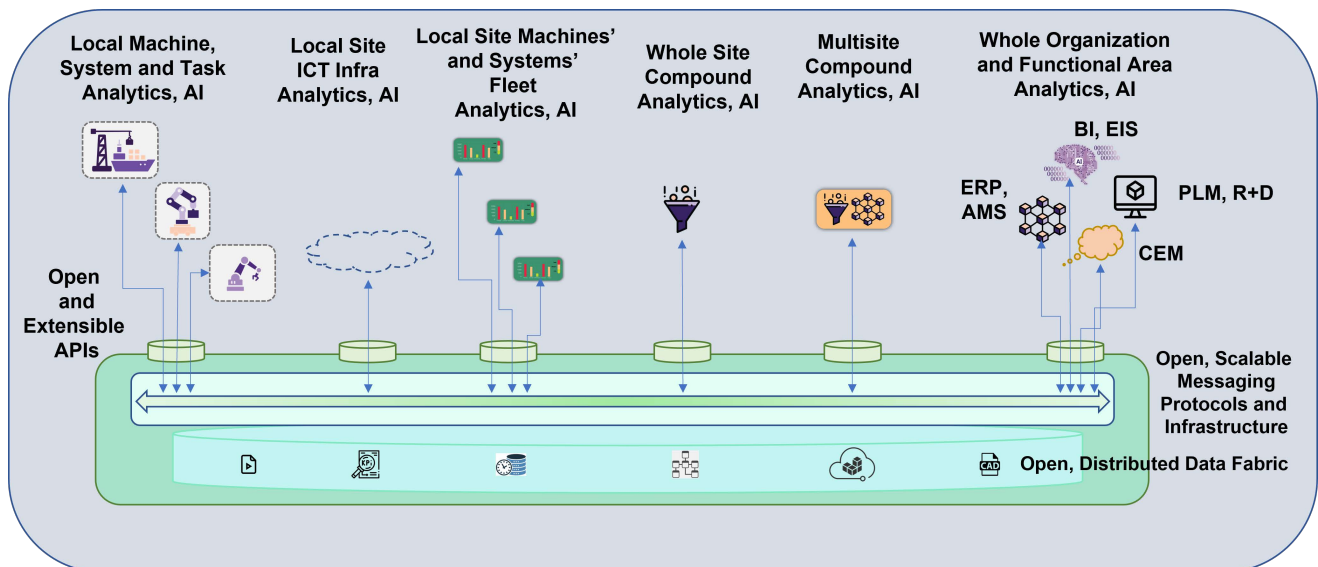 Local Machine,
System and Task
Analytics, AI
Local Site
ICT Infra
Analytics, AI
Local Site Machines’
and Systems’
Fleet
Analytics, AI
Whole Site
Compound
Analytics, AI
Multisite
Compound
Analytics, AI
Whole Organization
and Functional Area
Analytics, AI
BI, EIS
AI
ERP,
AMS
PLM, R+D
CEM
Open
and
Extensible
APIs
Open, Scalable
Messaging
Protocols and
Infrastructure
KPI
CAD
Open, Distributed Data Fabric